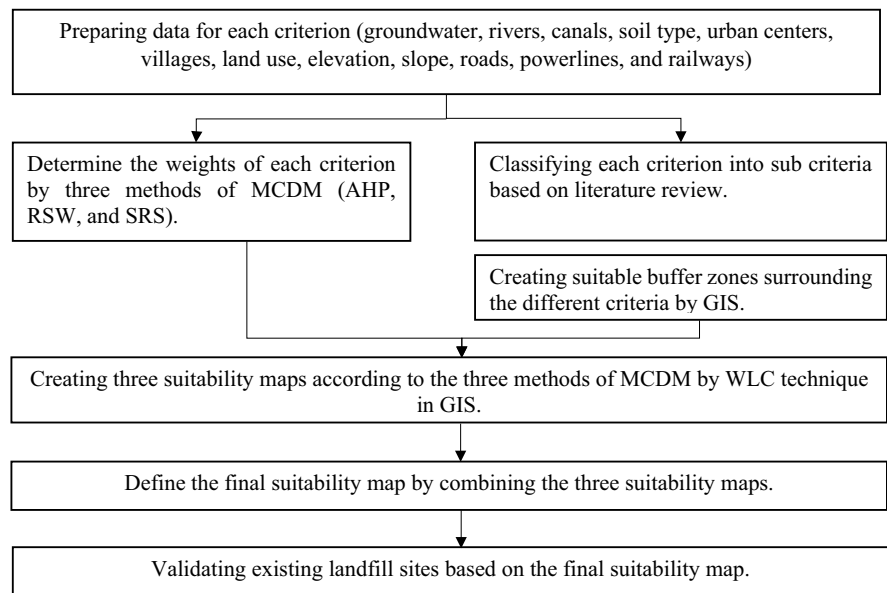 Preparing data for each criterion (groundwater, rivers, canals, soil type, urban centers,
villages, land use, elevation, slope, roads, powerlines, and railways)
Determine the weights of each criterion
by three methods of MCDM (AHP,
RSW, and SRS).
Classifying each criterion into sub criteria
based on literature review.
Creating suitable buffer zones surrounding
the different criteria by GIS.
Creating three suitability maps according to the three methods of MCDM by WLC technique
in GIS.
Define the final suitability map by combining the three suitability maps.
Validating existing landfill sites based on the final suitability map.